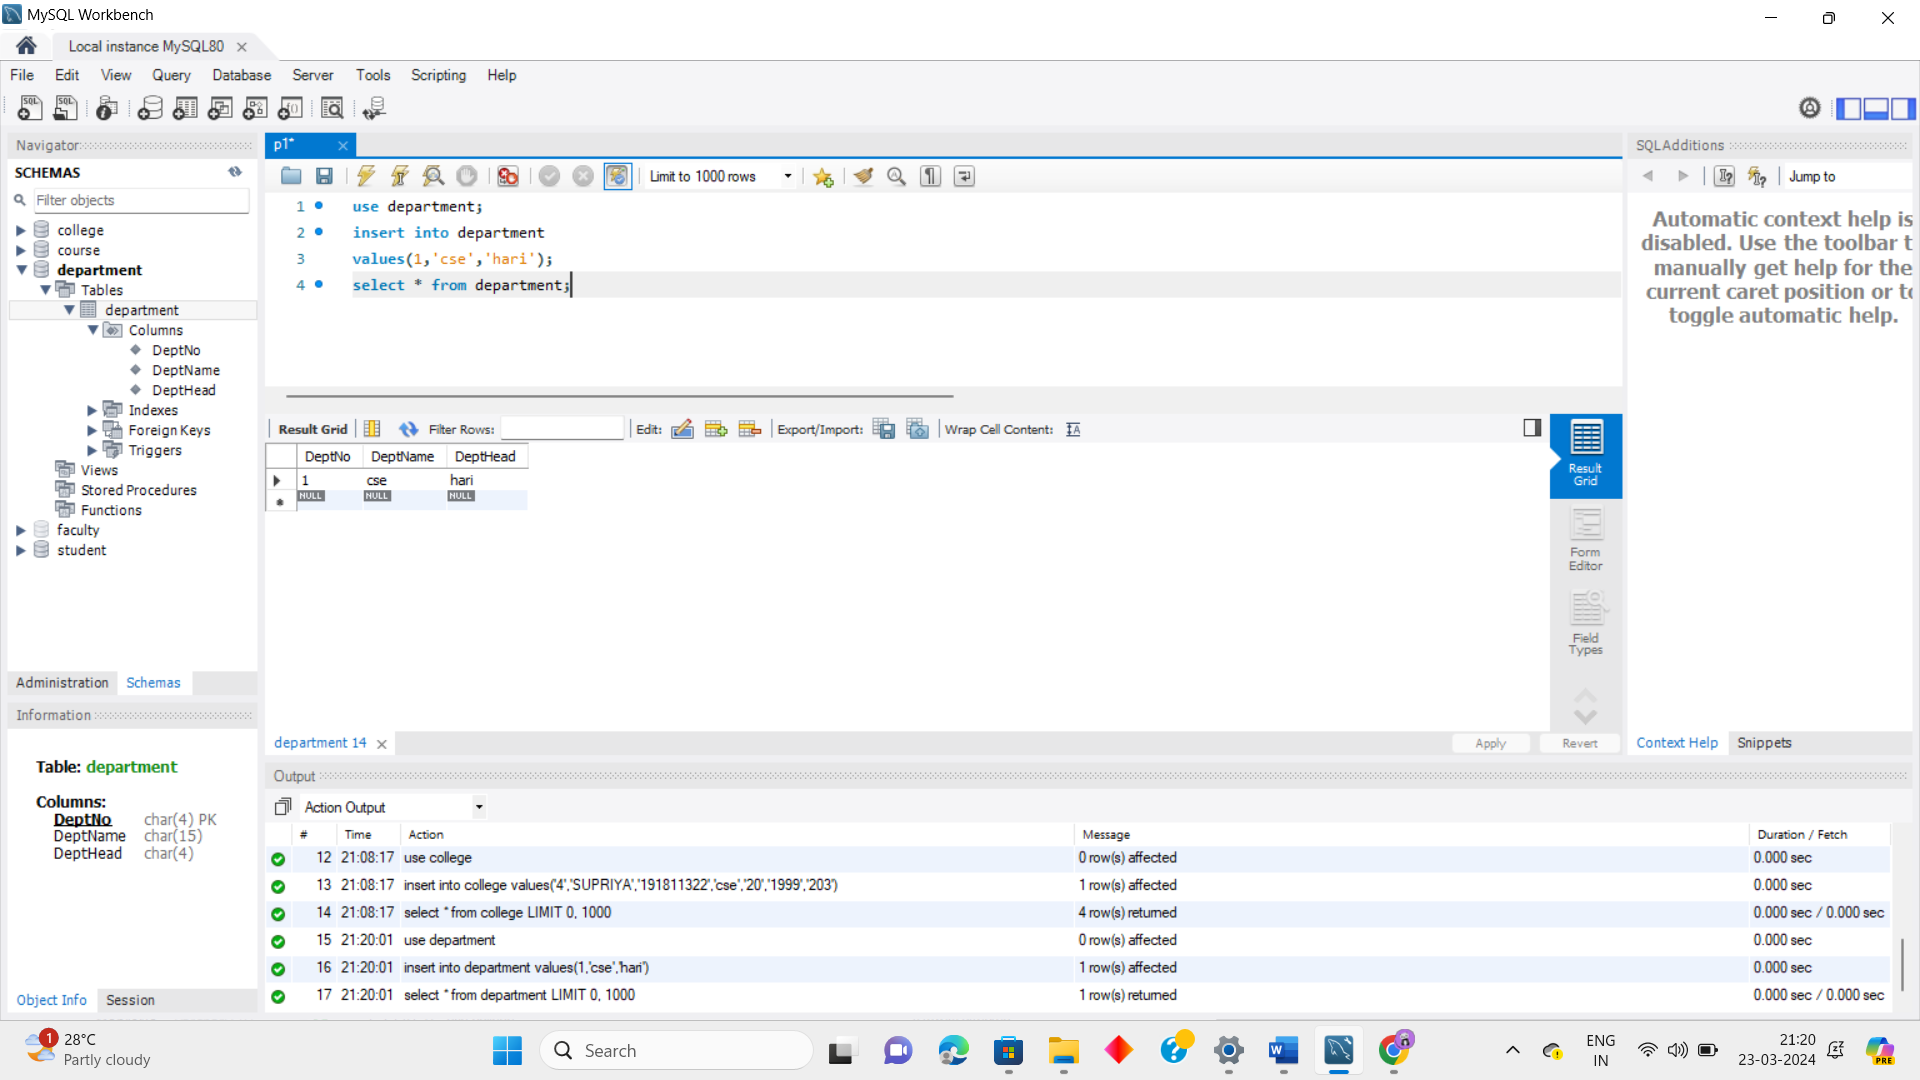 MySQL Workbench
Local instance MySQL80
File Edit View Query Database Server Tools Scripting Help
Navigator
SCHEMAS
Filter objects
college
course
department
Tables
department
Columns
DeptNo
DeptName
DeptHead
Indexes
Foreign Keys
Triggers
Views
Stored Procedures
Functions
faculty
student
Administration Schemas
Information
Table: department
Columns:
DeptNo char(4) PK
DeptName char(15)
DeptHead char(4)
Object Info Session
p1*
Limit to 1000 rows
1 use department;
2 insert into department
3 values(1,'cse','hari');
4 select * from department;
Result Grid Filter Rows: Edit: Export/Import: Wrap Cell Content:
DeptNo DeptName DeptHead
1 cse hari
NULL NULL NULL
Result
Grid
Form
Editor
Field
Types
department 14 Apply Revert
SQLAdditions
Jump to
Automatic context help is
disabled. Use the toolbar t
manually get help for the
current caret position or to
toggle automatic help.
Context Help Snippets
Output
Action Output
# Time Action Message Duration / Fetch
12 21:08:17 use college 0 row(s) affected 0.000 sec
13 21:08:17 insert into college values('4','SUPRIYA','191811322','cse','20','1999','203') 1 row(s) affected 0.000 sec
14 21:08:17 select * from college LIMIT 0, 1000 4 row(s) returned 0.000 sec / 0.000 sec
15 21:20:01 use department 0 row(s) affected 0.000 sec
16 21:20:01 insert into department values(1,'cse','hari') 1 row(s) affected 0.000 sec
17 21:20:01 select * from department LIMIT 0, 1000 1 row(s) returned 0.000 sec / 0.000 sec
1
28°C
Partly cloudy
Search
ENG
IN
21:20
23-03-2024
PRE